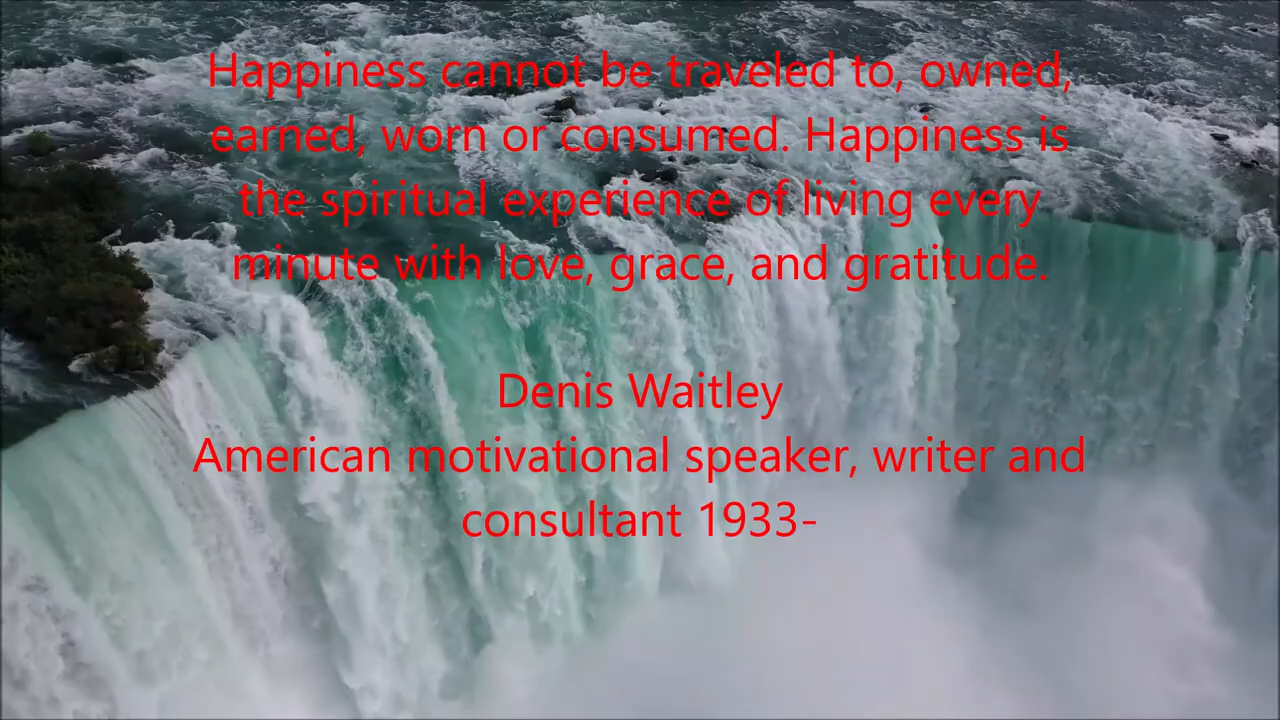 Happiness cannot be traveled to, owned,
earned, worn or consumed. Happiness is
the spiritual experience of living every
minute with love, grace, and gratitude.
Denis Waitley
American motivational speaker, writer and
consultant 1933-